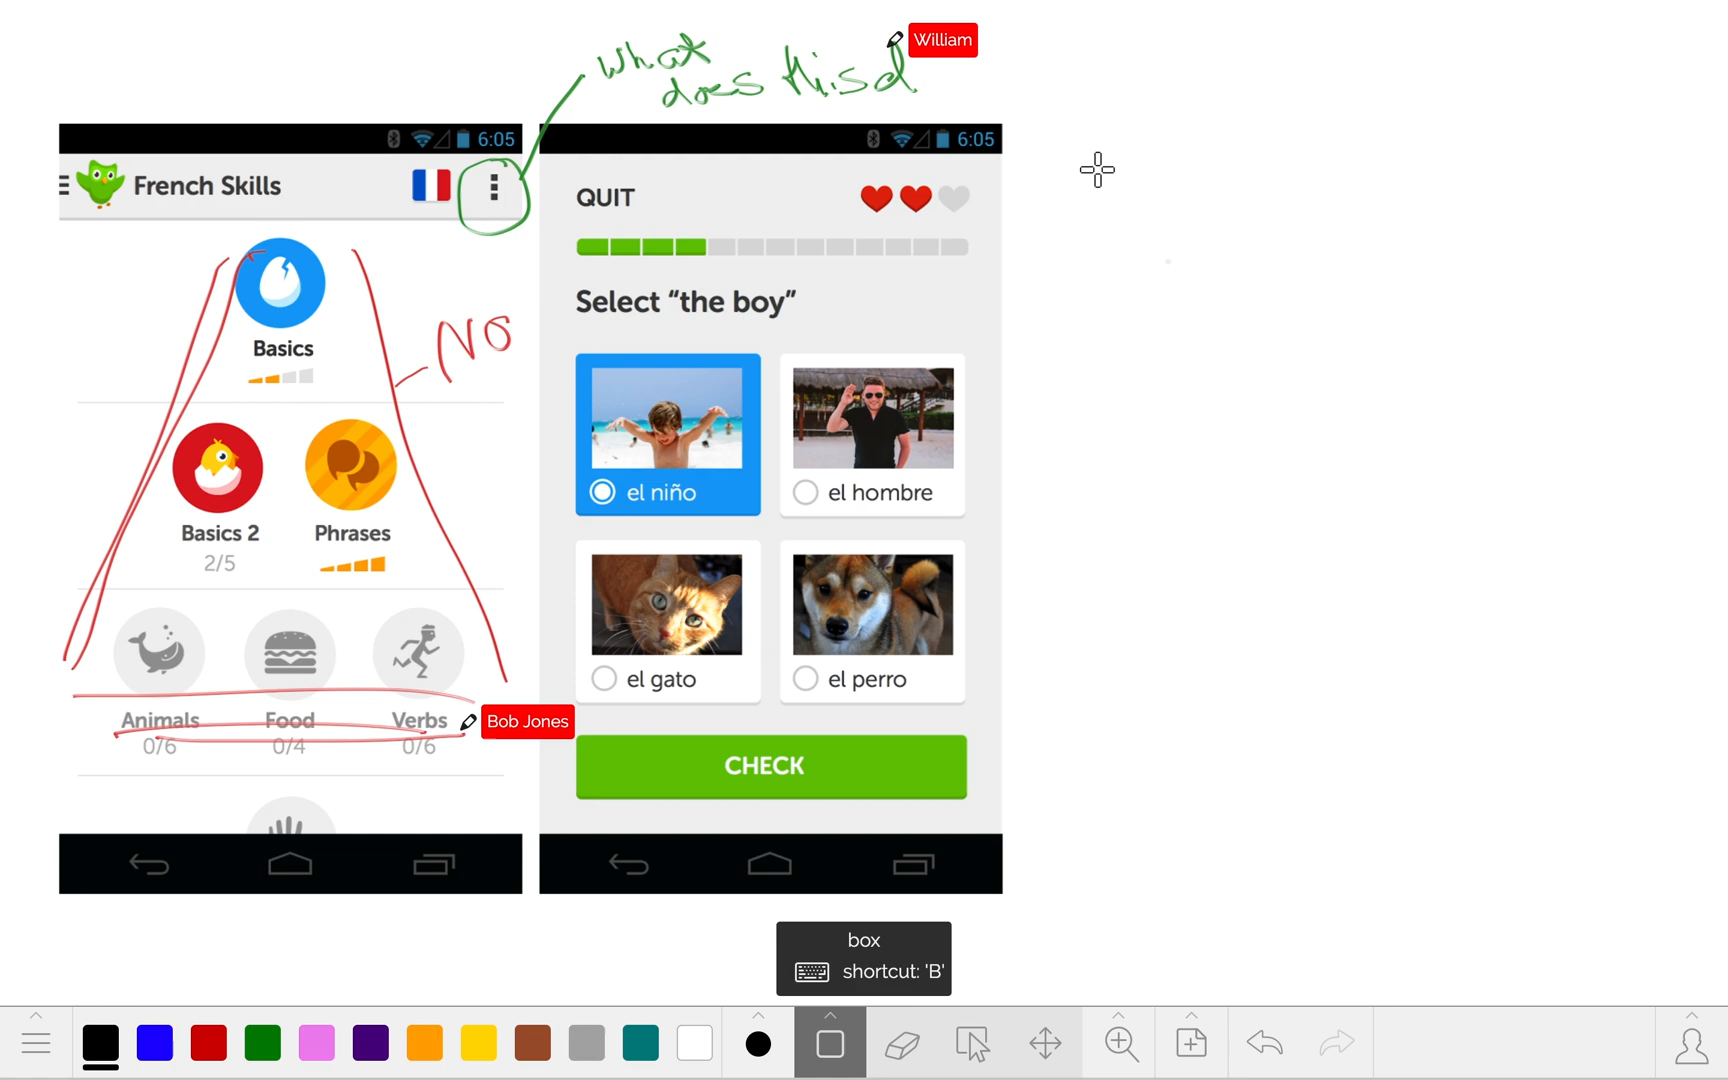 What
does thisd
William
6:05
French Skills
Basics
NO
Basics 2
2/5
Phrases
Animals
0/6
Food
0/4
Verbs
0/6
Bob Jones
6:05
QUIT
Select “the boy”
el niño
el hombre
el gato
el perro
CHECK
box
shortcut: 'B'